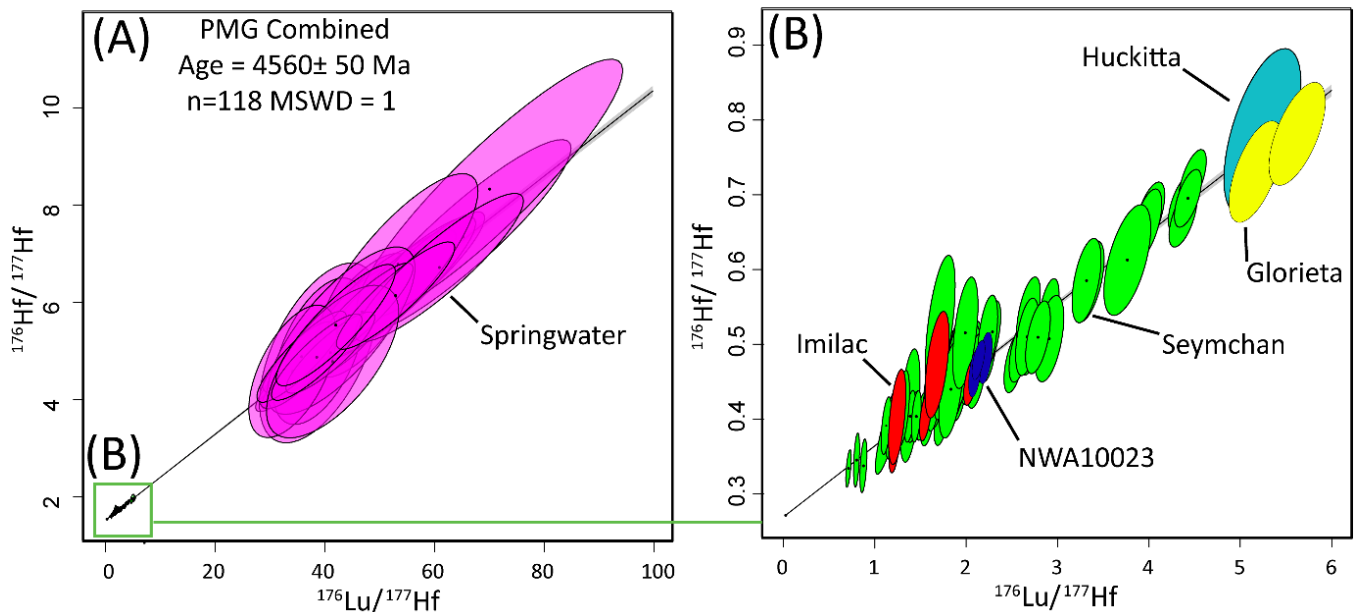 (A)
PMG Combined
Age = 4560± 50 Ma
n=118 MSWD = 1
Springwater
(B)
¹⁷⁶Hf/ ¹⁷⁷Hf
10
8
6
4
2
0
20
40
60
80
100
¹⁷⁶Lu/¹⁷⁷Hf
(B)
Huckitta
Glorieta
Seymchan
Imilac
NWA10023
¹⁷⁶Hf/ ¹⁷⁷Hf
0.9
0.8
0.7
0.6
0.5
0.4
0.3
0
1
2
3
4
5
6
¹⁷⁶Lu/¹⁷⁷Hf